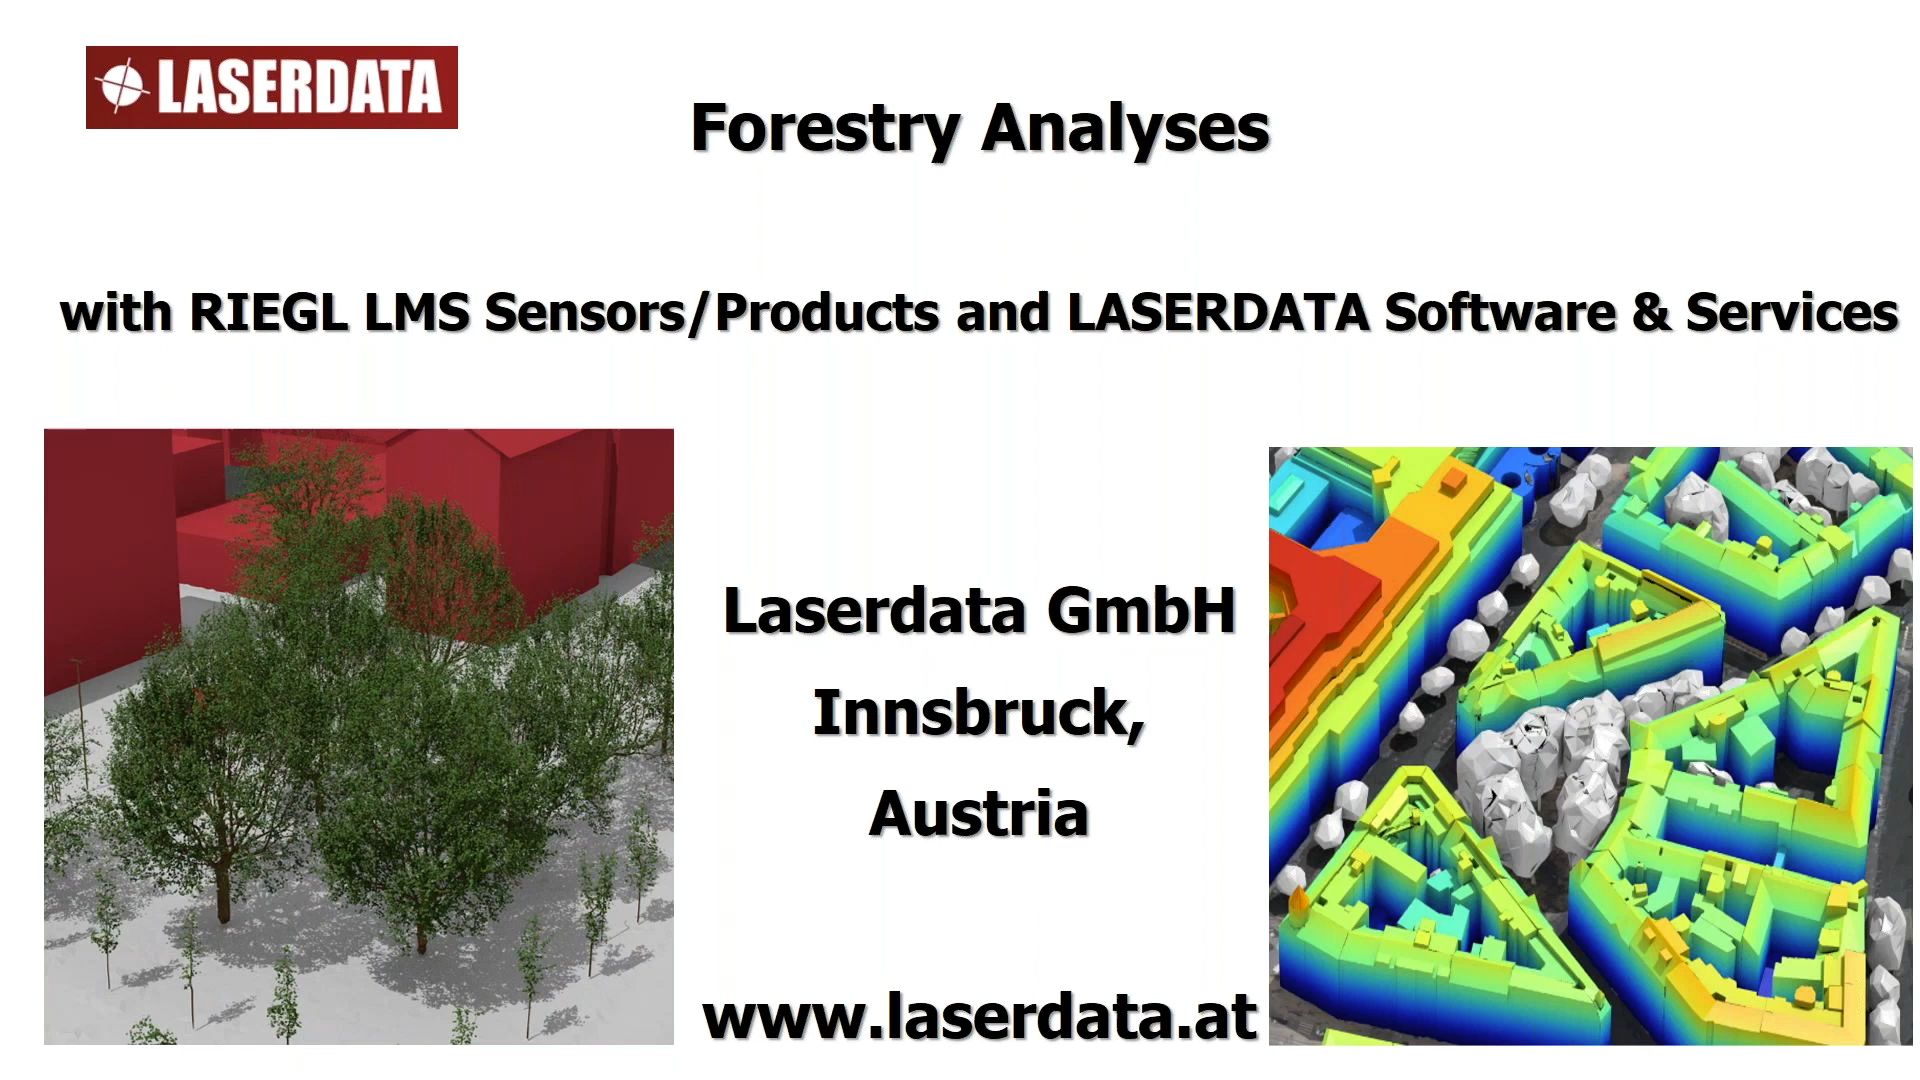 LASERDATA
Forestry Analyses
with RIEGL LMS Sensors/Products and LASERDATA Software & Services
Laserdata GmbH
Innsbruck,
Austria
www.laserdata.at